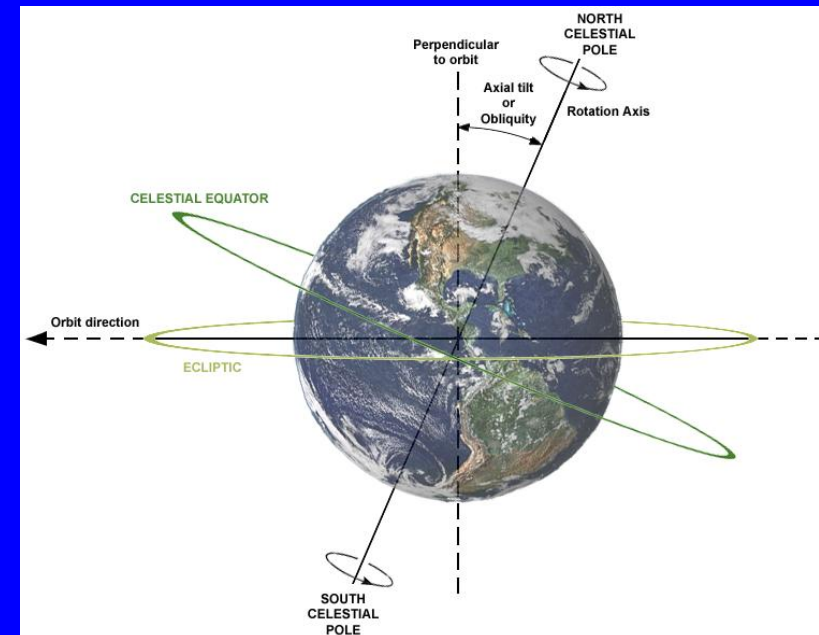 NORTH
CELESTIAL
POLE
Perpendicular
to orbit
Axial tilt
or
Obliquity
Rotation Axis
CELESTIAL EQUATOR
Orbit direction
ECLIPTIC
SOUTH
CELESTIAL
POLE